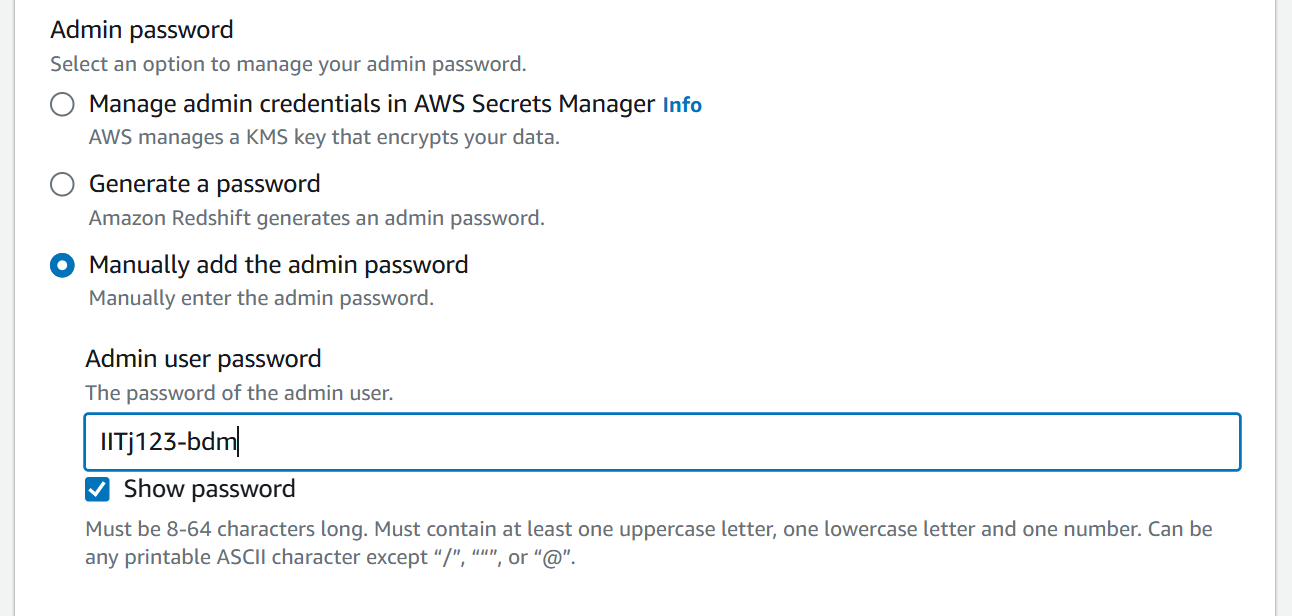 Admin password
Select an option to manage your admin password.
Manage admin credentials in AWS Secrets Manager Info
AWS manages a KMS key that encrypts your data.
Generate a password
Amazon Redshift generates an admin password.
Manually add the admin password
Manually enter the admin password.
Admin user password
The password of the admin user.
IITj123-bdm
Show password
Must be 8-64 characters long. Must contain at least one uppercase letter, one lowercase letter and one number. Can be
any printable ASCII character except “/”, “"”, or “@”.